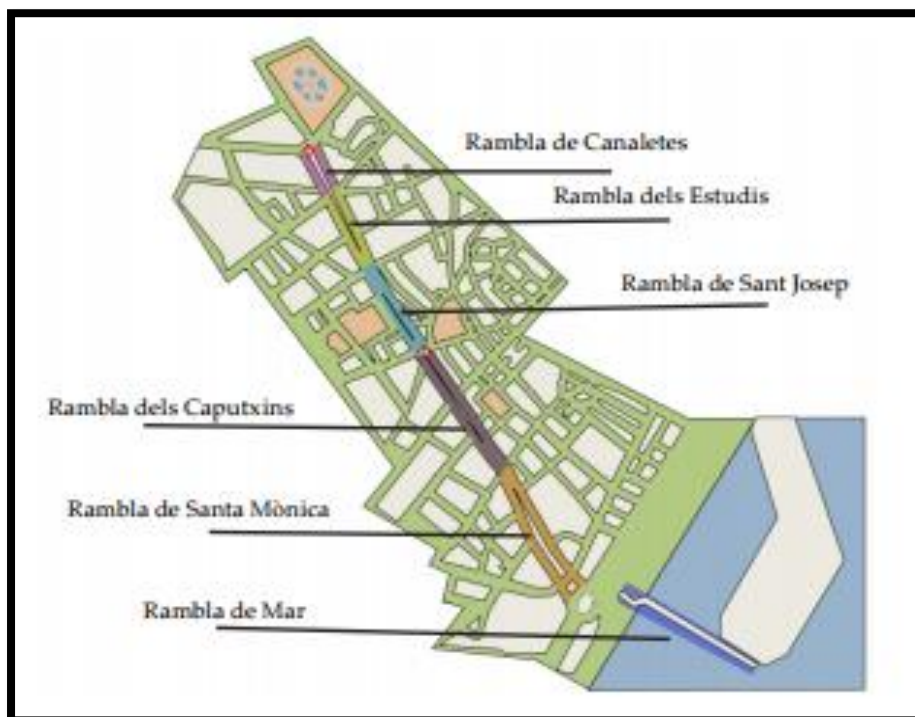 Rambla de Canaletes
Rambla dels Estudis
Rambla de Sant Josep
Rambla dels Caputxins
Rambla de Santa Mònica
Rambla de Mar